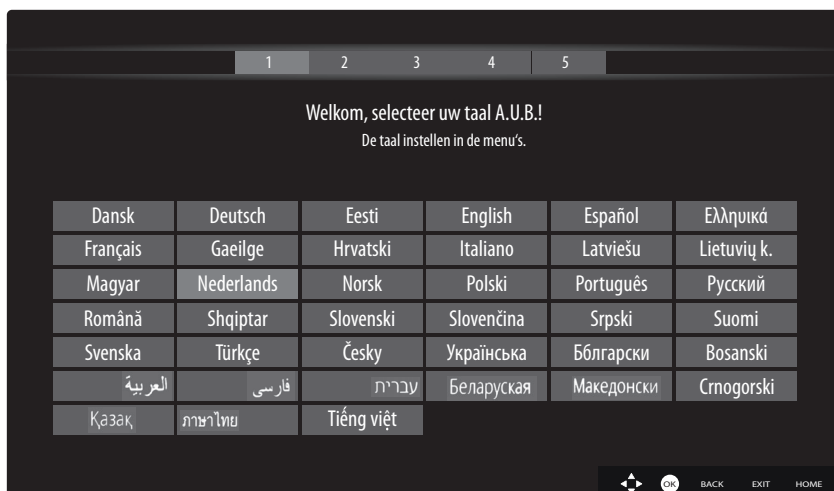 1 2 3 4 5
Welkom, selecteer uw taal A.U.B.!
De taal instellen in de menu's.
Dansk Deutsch Eesti English Español Ελληυικά
Français Gaeilge Hrvatski Italiano Latviešu Lietuvių k.
Magyar Nederlands Norsk Polski Português Русский
Română Shqiptar Slovenski Slovenčina Srpski Suomi
Svenska Türkçe Česky Українська Бблгарски Bosanski
العربية فارسی עברית Беларуская Македонски Crnogorski
Қазақ ภาษาไทย Tiếng việt
OK BACK EXIT HOME